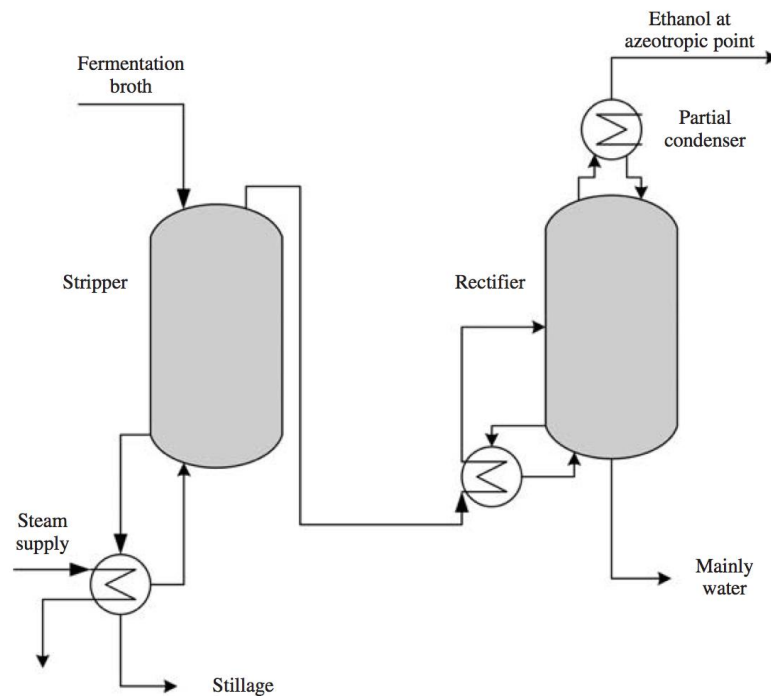 Ethanol at
azeotropic point
Fermentation
broth
Partial
condenser
Stripper
Rectifier
Steam
supply
Mainly
water
Stillage